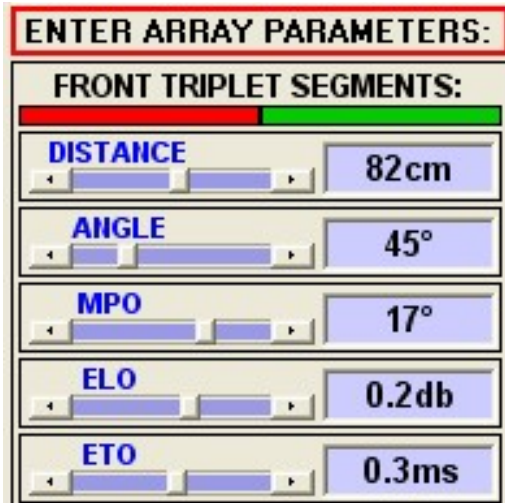 ENTER ARRAY PARAMETERS:
FRONT TRIPLET SEGMENTS:
DISTANCE
82cm
ANGLE
45°
MPO
17°
ELO
0.2db
ETO
0.3ms